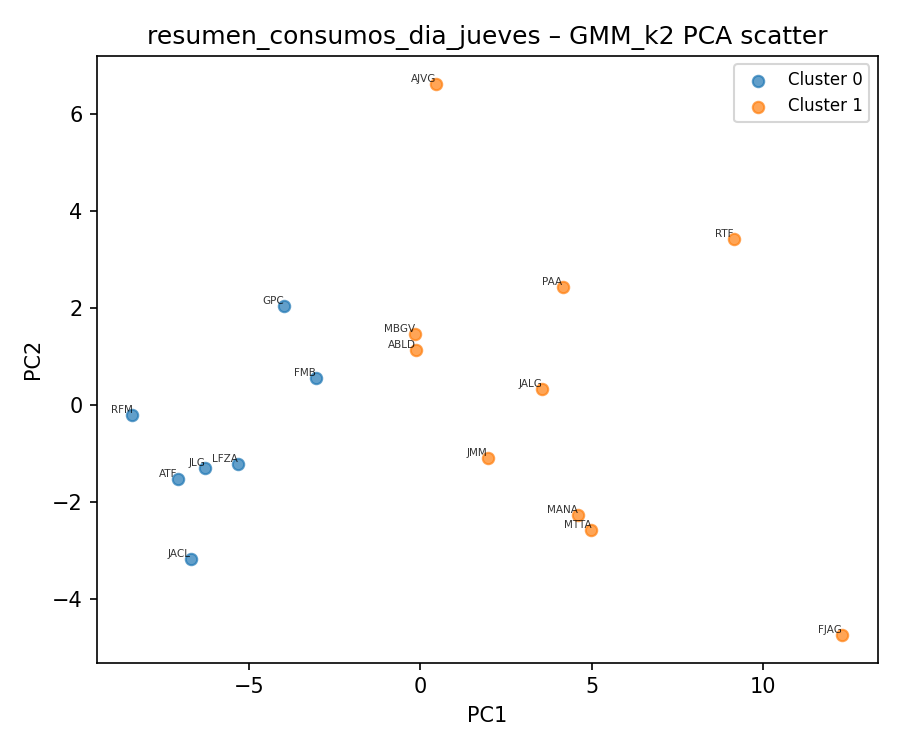 resumen_consumos_dia_jueves – GMM_k2 PCA scatter
Cluster 0
Cluster 1
AJVG
RTF
PAA
GPC
MBGV
ABLD
FMB
JALG
RFM
JMM
LFZA
JLG
ATF
MANA
MTTA
JACL
FJAG
6
4
2
0
−2
−4
PC2
−5
0
5
10
PC1